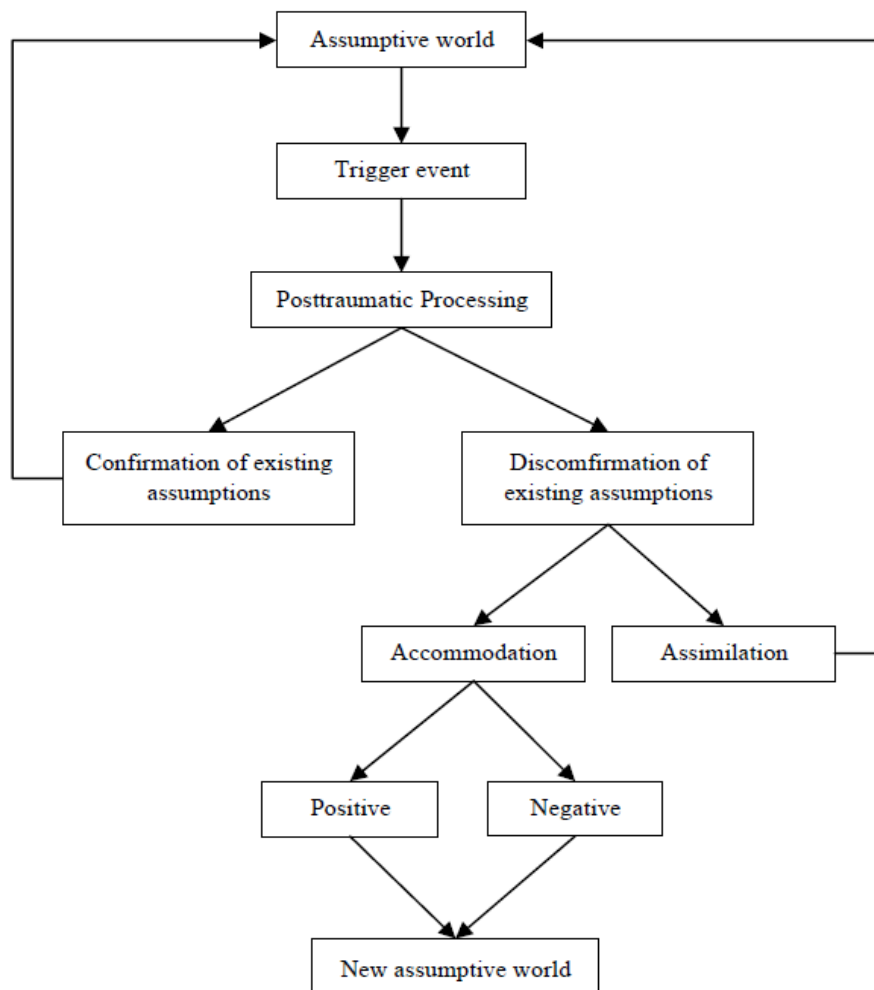 Assumptive world
Trigger event
Posttraumatic Processing
Confirmation of existing
assumptions
Discomfirmation of
existing assumptions
Accommodation
Assimilation
Positive
Negative
New assumptive world